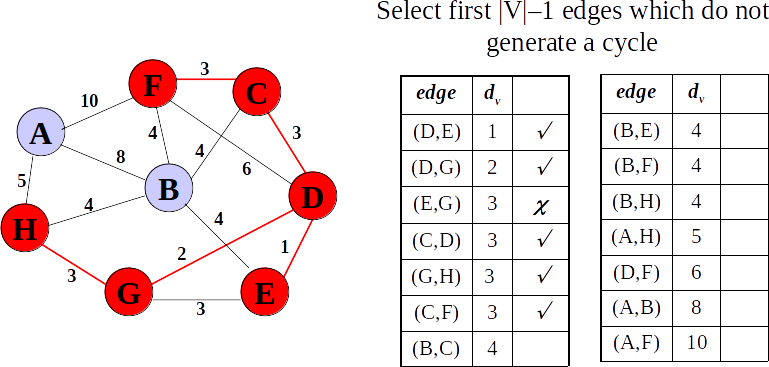 Select first |V|–1 edges which do not
generate a cycle
F
3
C
10
A
4
3
8
4
6
B
5
D
4
4
H
2
1
3
G
E
3
edge dv
(D,E) 1 ✓
(D,G) 2 ✓
(E,G) 3 χ
(C,D) 3 ✓
(G,H) 3 ✓
(C,F) 3 ✓
(B,C) 4
edge dv
(B,E) 4
(B,F) 4
(B,H) 4
(A,H) 5
(D,F) 6
(A,B) 8
(A,F) 10